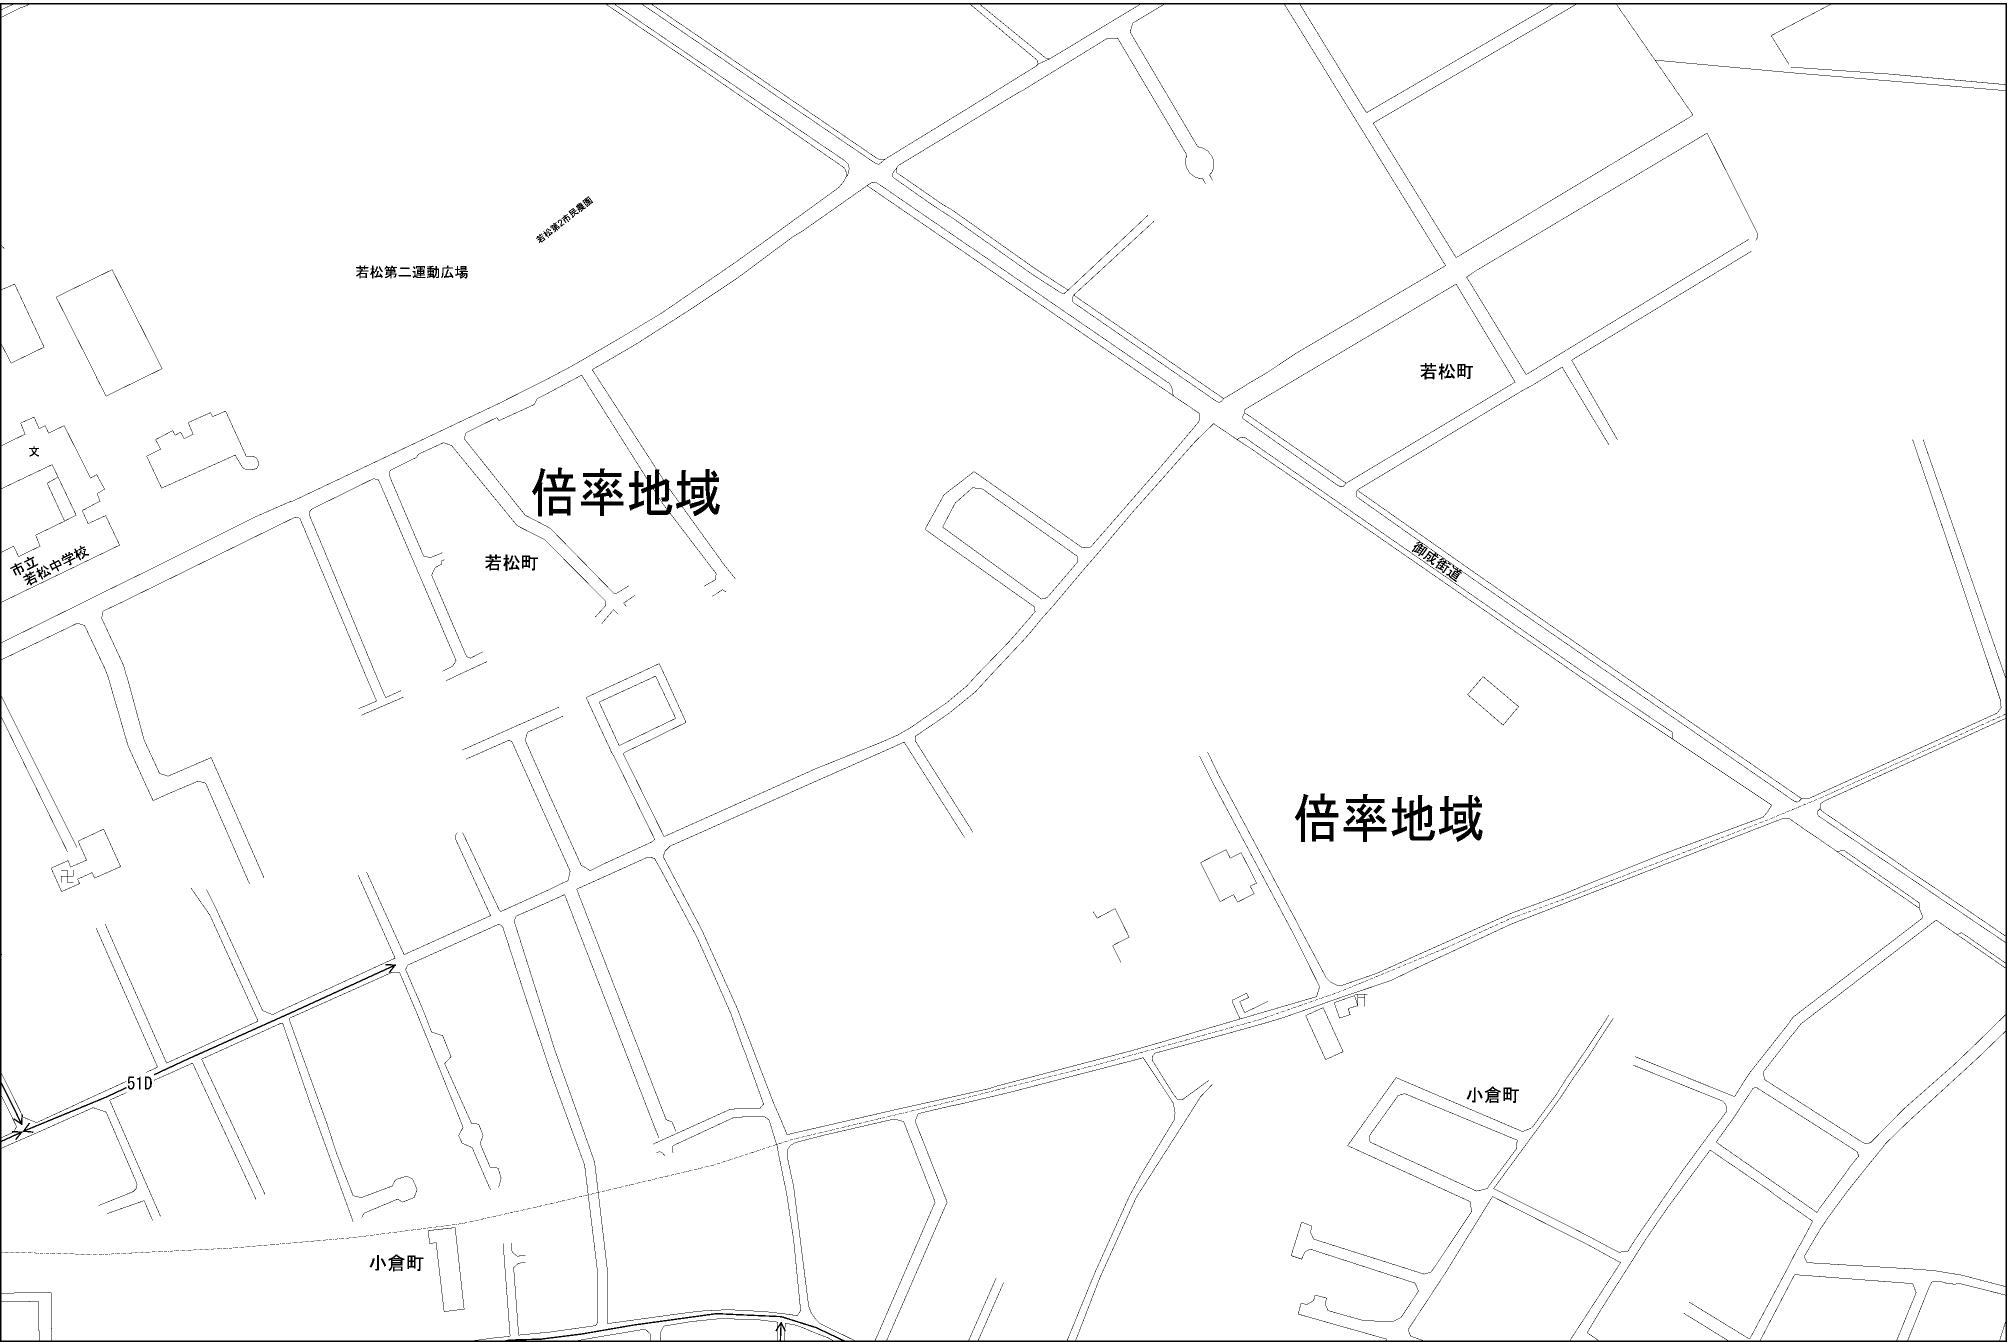 若松第2市民農園
若松第二運動広場
若松町
文
倍率地域
御成街道
市立
若松中学校
若松町
倍率地域
51D
小倉町
小倉町